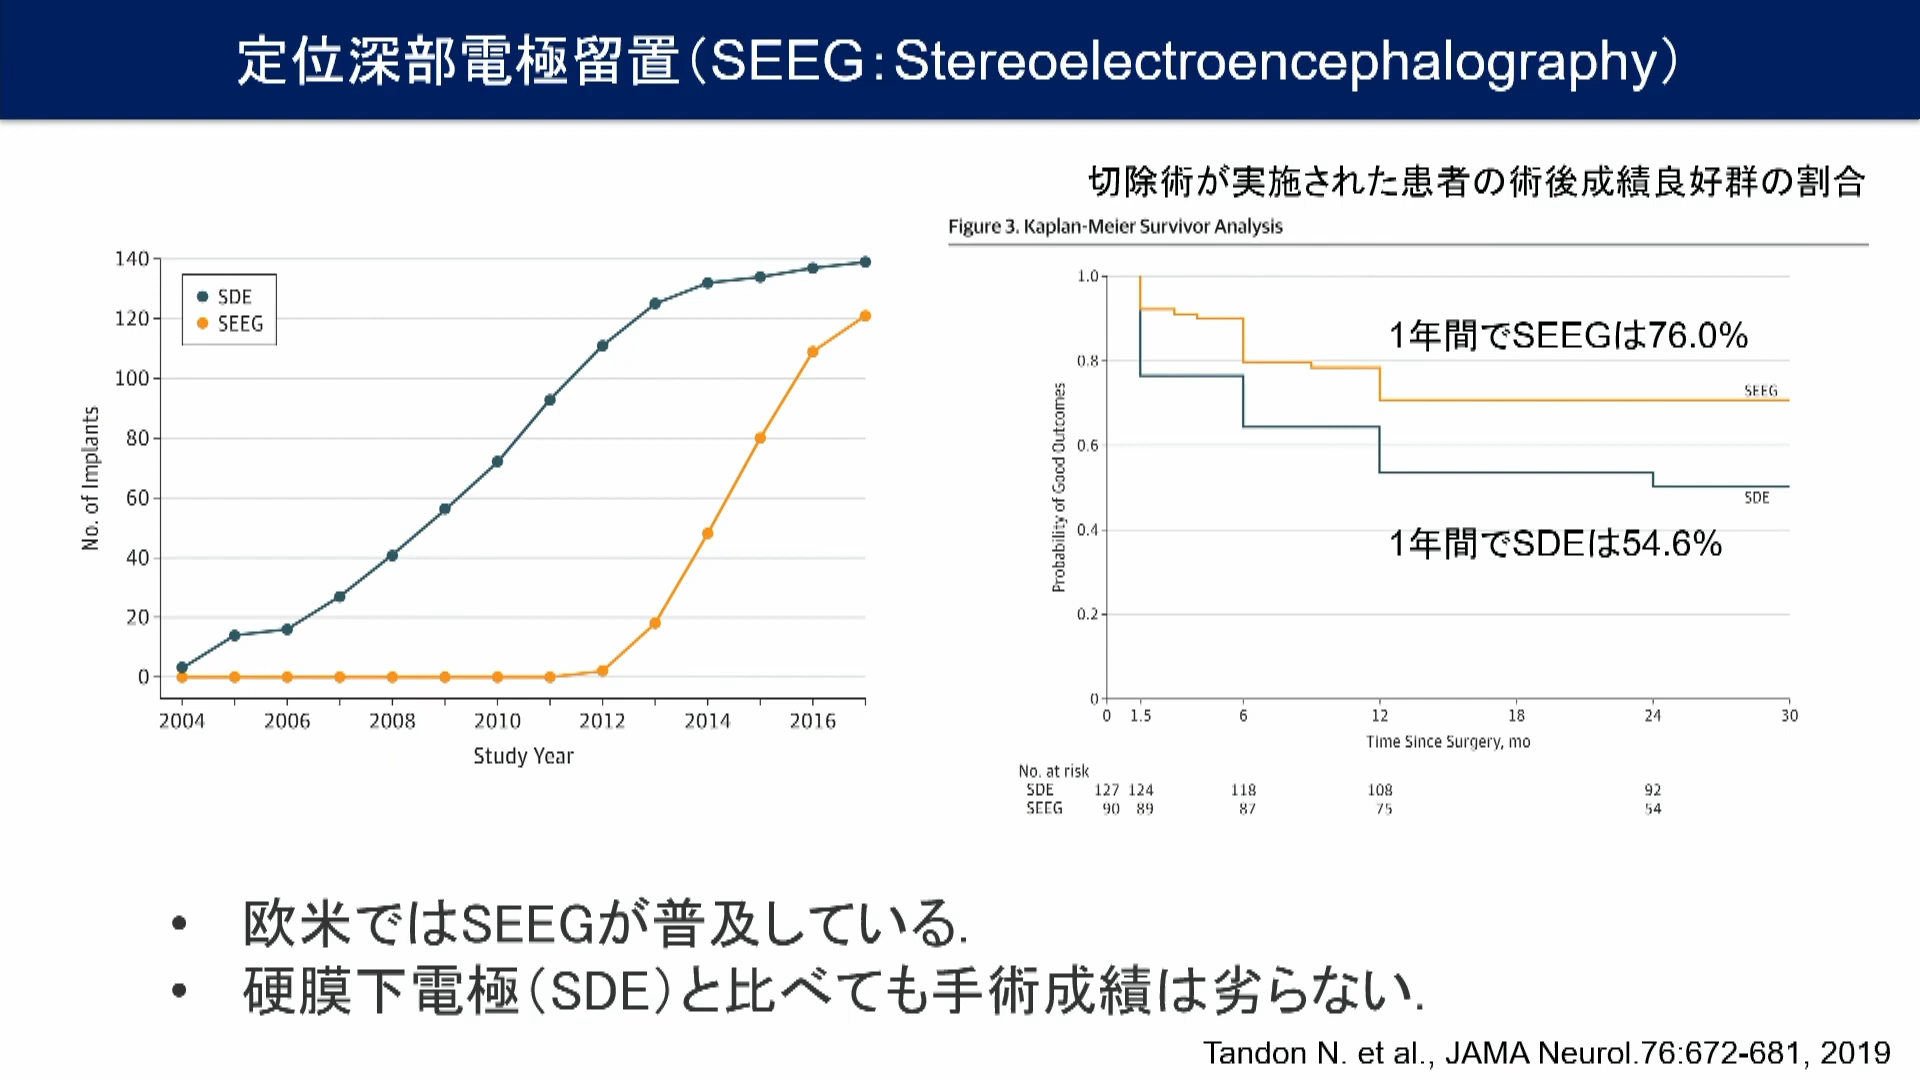 定位深部電極留置（SEEG：Stereoelectroencephalography）
切除術が実施された患者の術後成績良好群の割合
Figure 3. Kaplan-Meier Survivor Analysis
140
120
100
80
60
40
20
0
No. of Implants
SDE
SEEG
2004 2006 2008 2010 2012 2014 2016
Study Year
1.0
0.8
0.6
0.4
0.2
0
Probability of Good Outcomes
1年間でSEEGは76.0%
SEEG
SDE
1年間でSDEは54.6%
0 1.5 6 12 18 24 30
Time Since Surgery, mo
No. at risk
SDE 127 124 118 108 92
SEEG 90 89 87 75 54
• 欧米ではSEEGが普及している.
• 硬膜下電極（SDE）と比べても手術成績は劣らない.
Tandon N. et al., JAMA Neurol.76:672-681, 2019